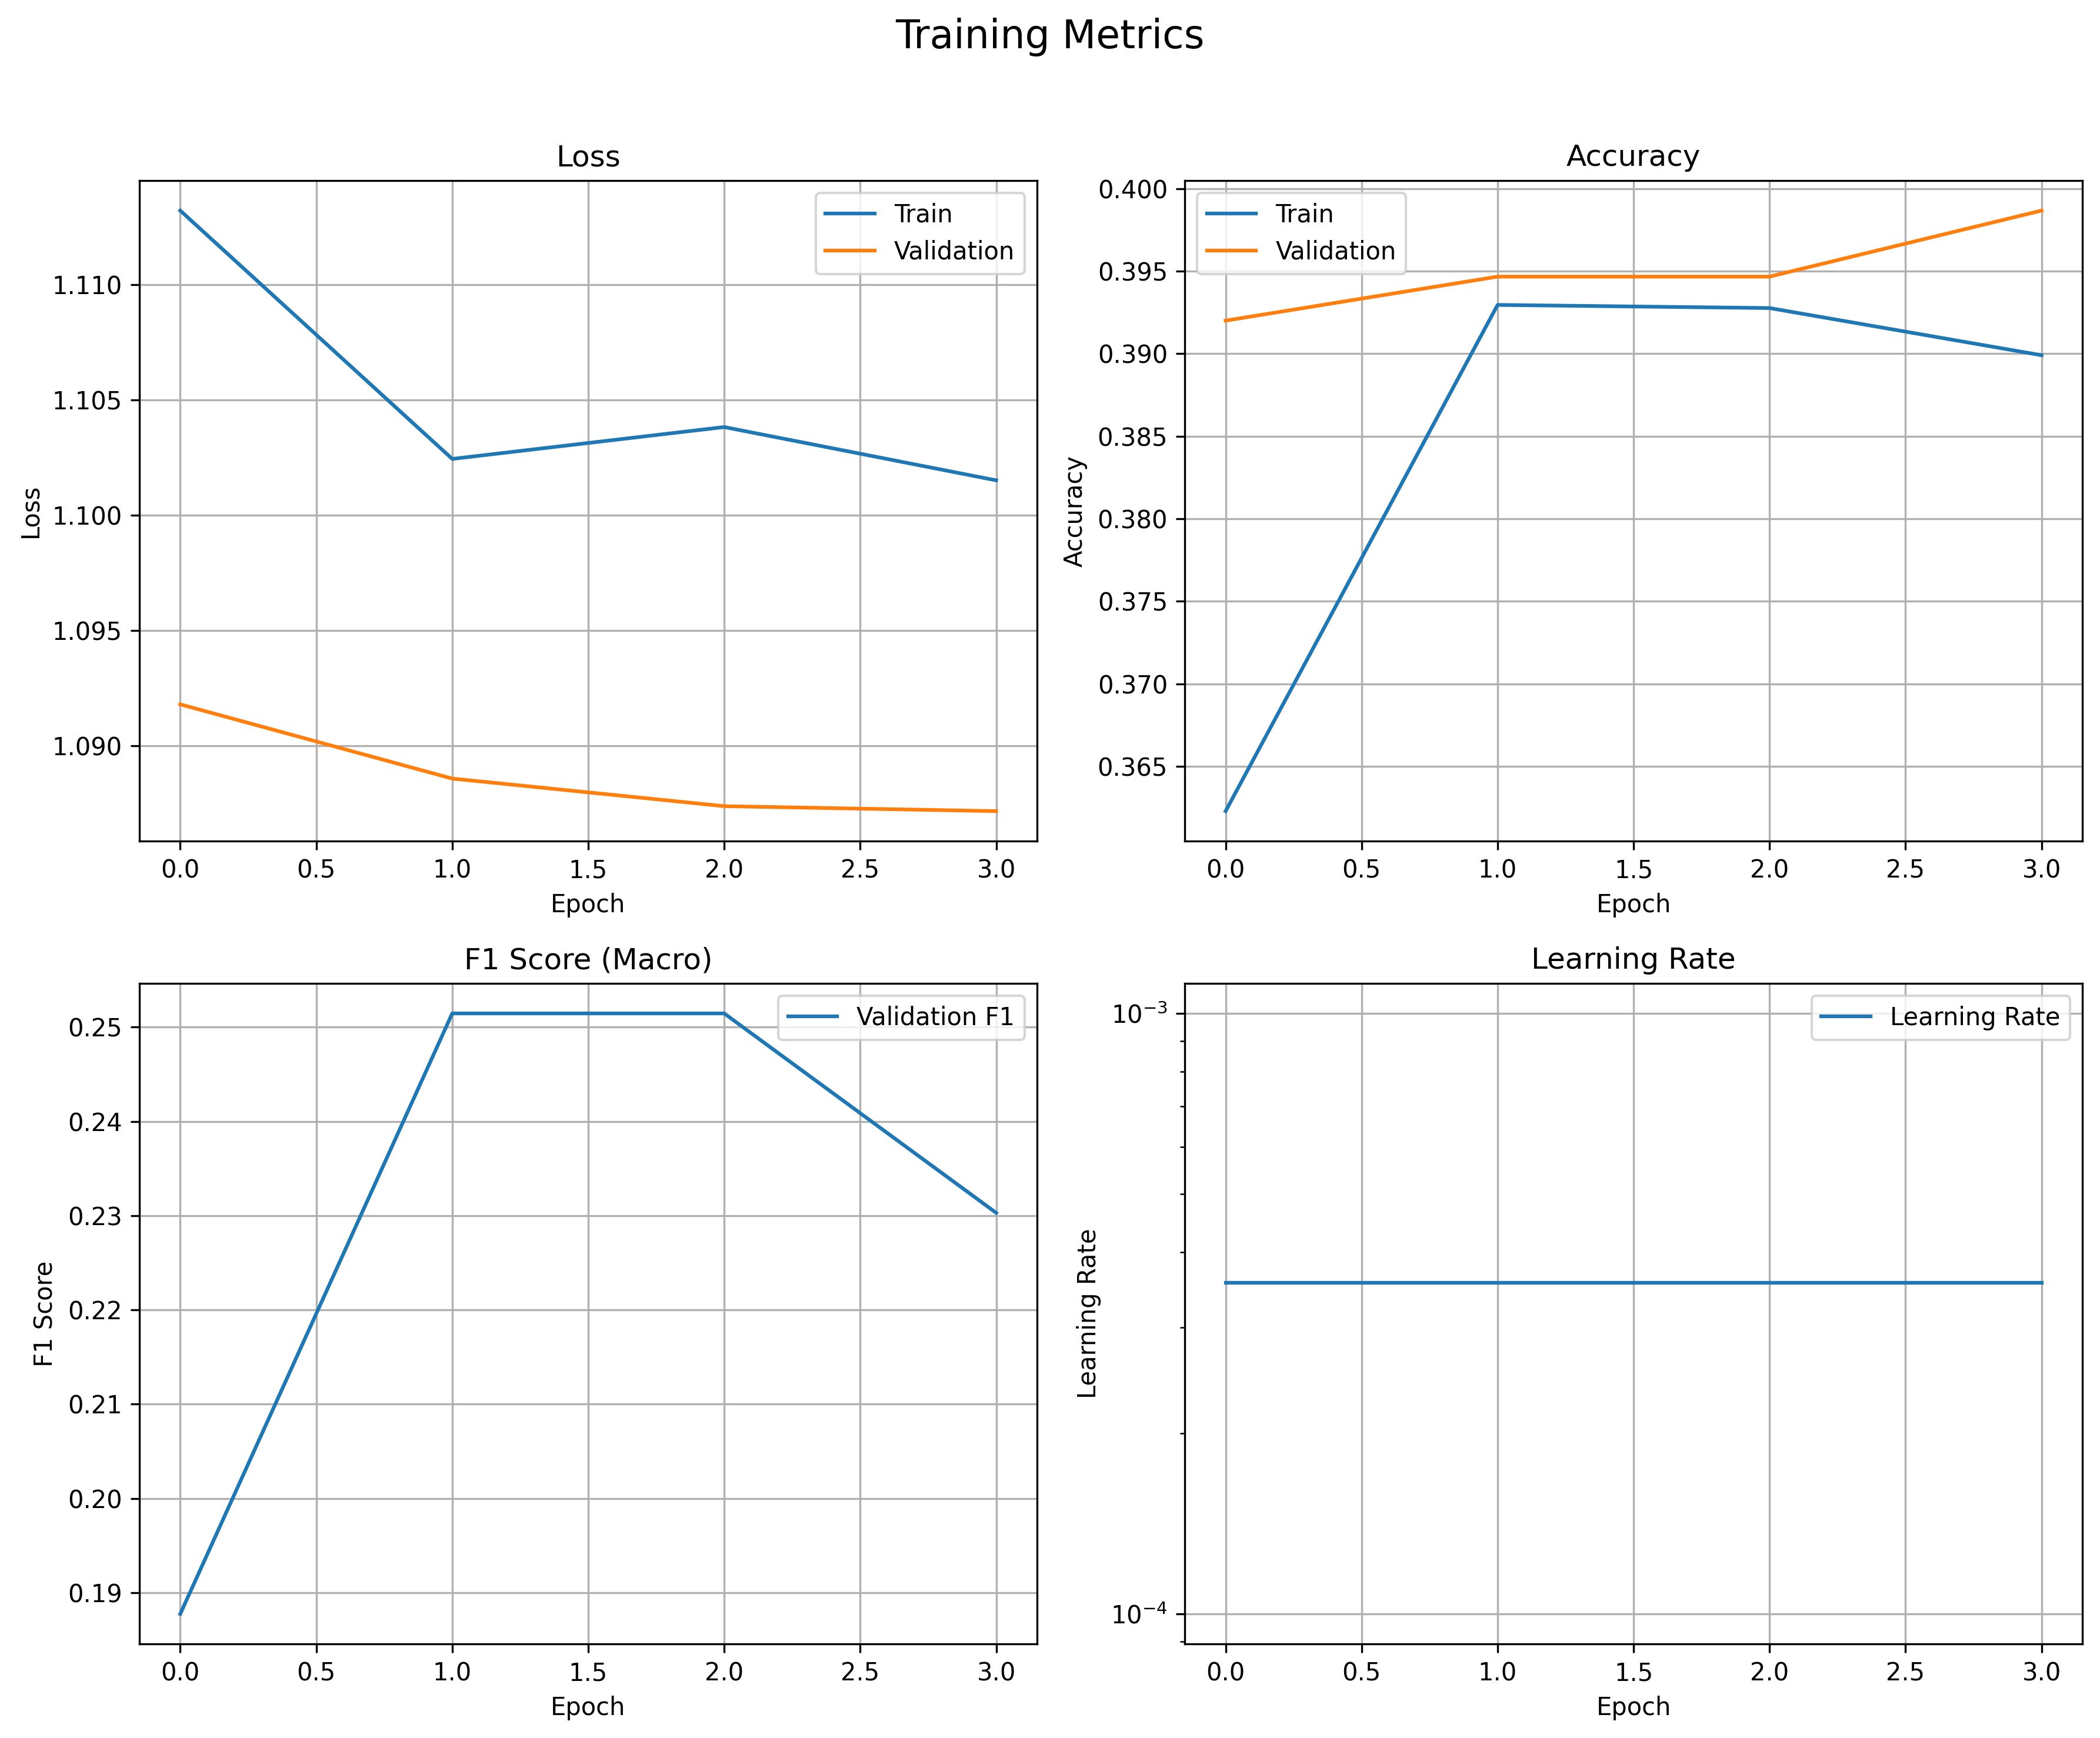 Training Metrics
Loss
Train
Validation
1.110
1.105
1.100
1.095
1.090
Loss
0.0 0.5 1.0 1.5 2.0 2.5 3.0
Epoch
Accuracy
Train
Validation
0.400
0.395
0.390
0.385
0.380
0.375
0.370
0.365
Accuracy
0.0 0.5 1.0 1.5 2.0 2.5 3.0
Epoch
F1 Score (Macro)
Validation F1
0.25
0.24
0.23
0.22
0.21
0.20
0.19
F1 Score
0.0 0.5 1.0 1.5 2.0 2.5 3.0
Epoch
Learning Rate
Learning Rate
10⁻³
10⁻⁴
Learning Rate
0.0 0.5 1.0 1.5 2.0 2.5 3.0
Epoch